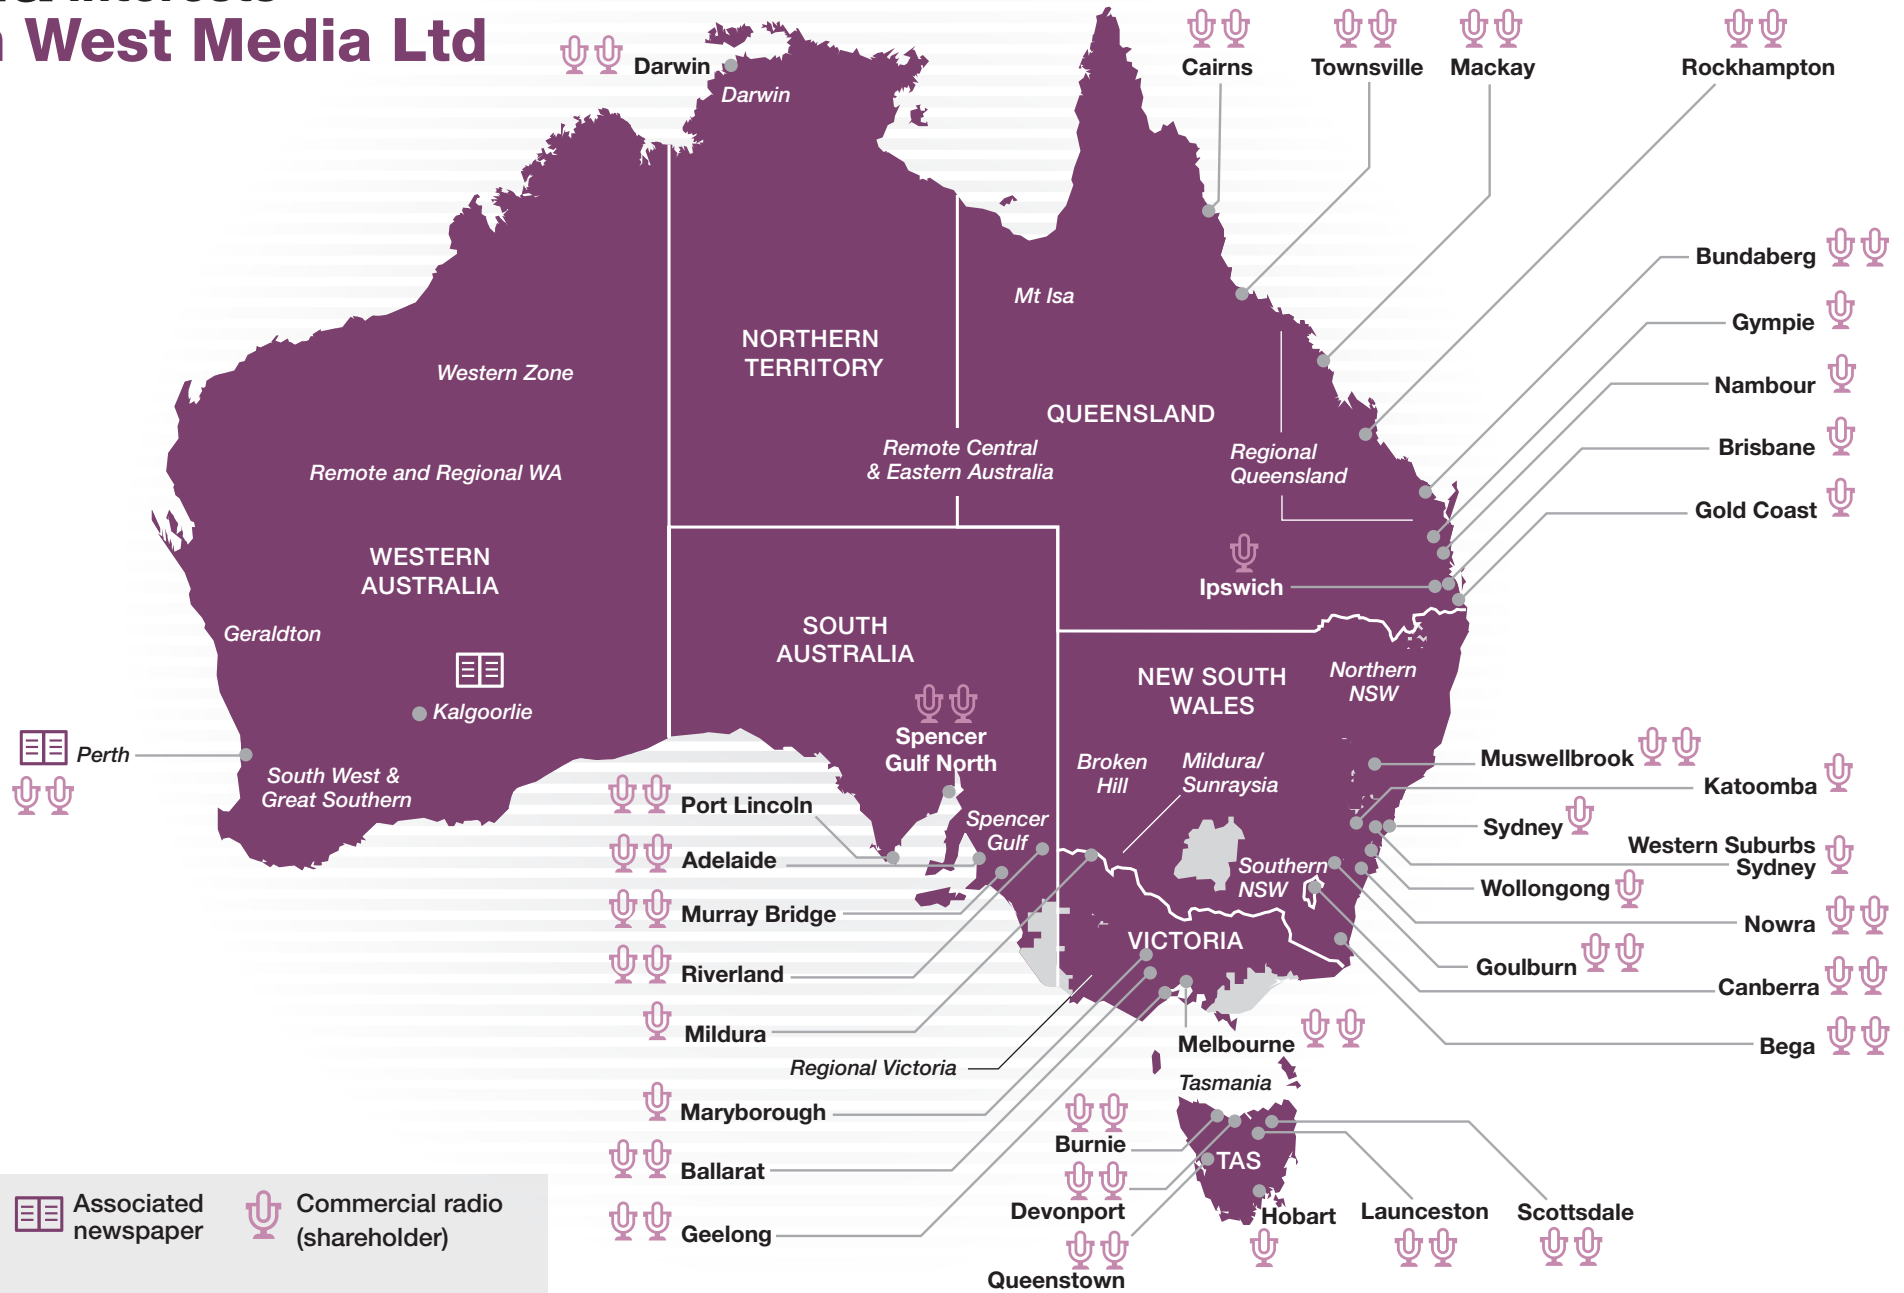 West Media Ltd
Darwin
Darwin
Cairns
Townsville
Mackay
Rockhampton
Bundaberg
Gympie
Nambour
Brisbane
Gold Coast
Mt Isa
NORTHERN
TERRITORY
Western Zone
QUEENSLAND
Remote Central
& Eastern Australia
Regional
Queensland
Remote and Regional WA
WESTERN
AUSTRALIA
Ipswich
Geraldton
SOUTH
AUSTRALIA
NEW SOUTH
WALES
Northern
NSW
Kalgoorlie
Perth
South West &
Great Southern
Spencer
Gulf North
Broken
Hill
Mildura/
Sunraysia
Spencer
Gulf
Southern
NSW
VICTORIA
Port Lincoln
Adelaide
Murray Bridge
Riverland
Mildura
Regional Victoria
Maryborough
Ballarat
Geelong
Muswellbrook
Katoomba
Sydney
Western Suburbs
Sydney
Wollongong
Nowra
Goulburn
Canberra
Bega
Melbourne
Tasmania
Burnie
TAS
Devonport
Queenstown
Hobart
Launceston
Scottsdale
Associated
newspaper
Commercial radio
(shareholder)